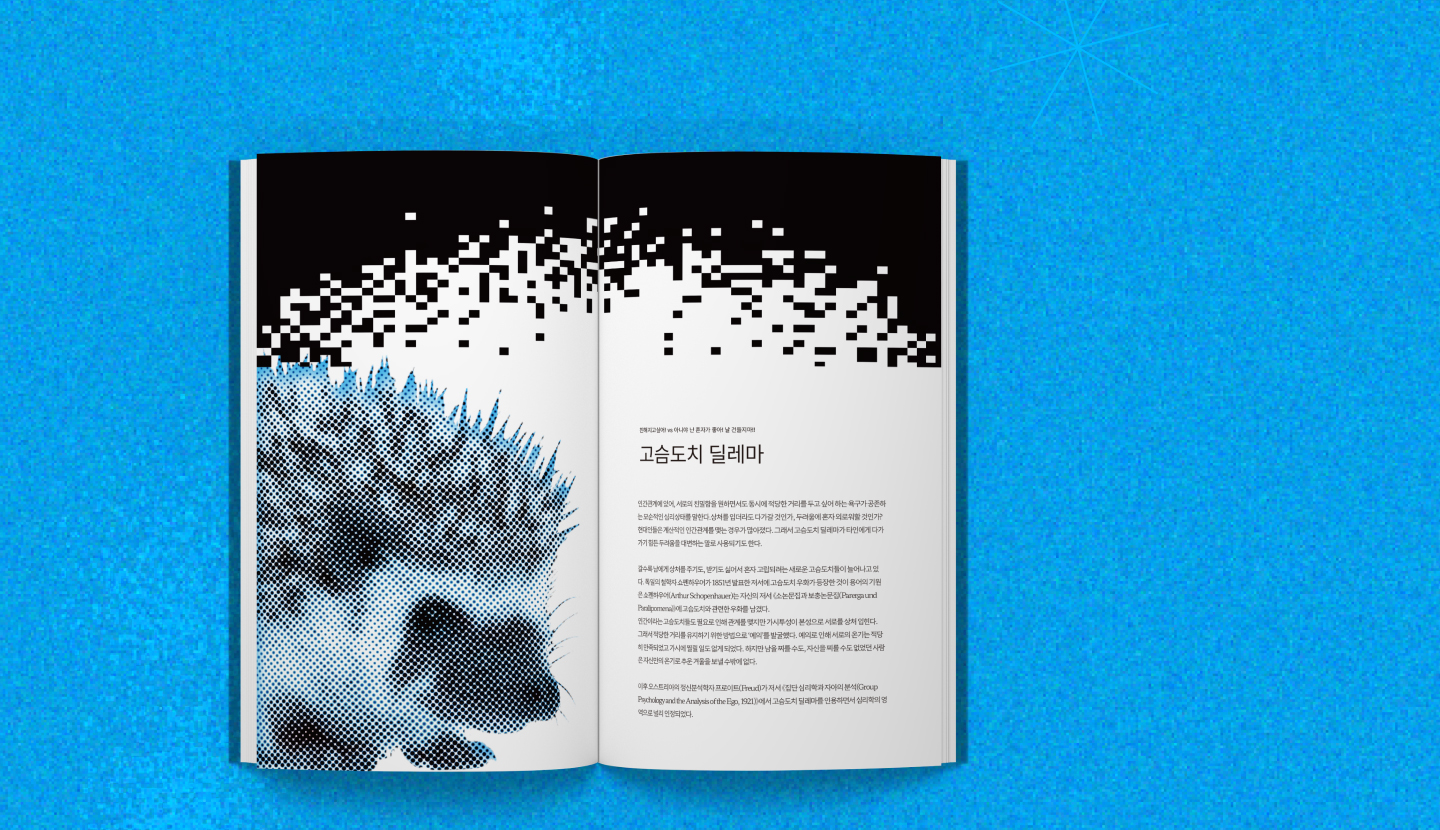 친해지고싶어! vs 아니야 난 혼자가 좋아! 날 건들지마!!
고슴도치 딜레마
인간관계에 있어, 서로의 친밀함을 원하면서도 동시에 적당한 거리를 두고 싶어 하는 욕구가 공존하
는 모순적인 심리상태를 말한다. 상처를 입더라도 다가갈 것인가, 두려움에 혼자 외로워할 것인가?
현대인들은 계산적인 인간관계를 맺는 경우가 많아졌다. 그래서 고슴도치 딜레마가 타인에게 다가
가기 힘든 두려움을 대변하는 말로 사용되기도 한다.
갈수록 남에게 상처를 주기도, 받기도 싫어서 혼자 고립되려는 새로운 고슴도치들이 늘어나고 있
다. 독일의 철학자 쇼펜하우어가 1851년 발표한 저서에 고슴도치 우화가 등장한 것이 용어의 기원
은 쇼펜하우어(Arthur Schopenhauer)는 자신의 저서 《소논문집과 보충논문집(Parerga und
Paralipomena)》에 고슴도치와 관련한 우화를 남겼다.
인간이라는 고슴도치들도 필요로 인해 관계를 맺지만 가시투성이 본성으로 서로를 상처 입힌다.
그래서 적당한 거리를 유지하기 위한 방법으로 '예의'를 발굴했다. 예의로 인해 서로의 온기는 적당
히 만족되었고 가시에 찔릴 일도 없게 되었다. 하지만 남을 찌를 수도, 자신을 찌를 수도 없었던 사람
은 자신만의 온기로 추운 겨울을 보낼 수밖에 없다.
이후 오스트리아의 정신분석학자 프로이트(Freud)가 저서 《집단 심리학과 자아의 분석(Group
Psychology and the Analysis of the Ego, 1921)》에서 고슴도치 딜레마를 인용하면서 심리학의 영
역으로 널리 인정되었다.